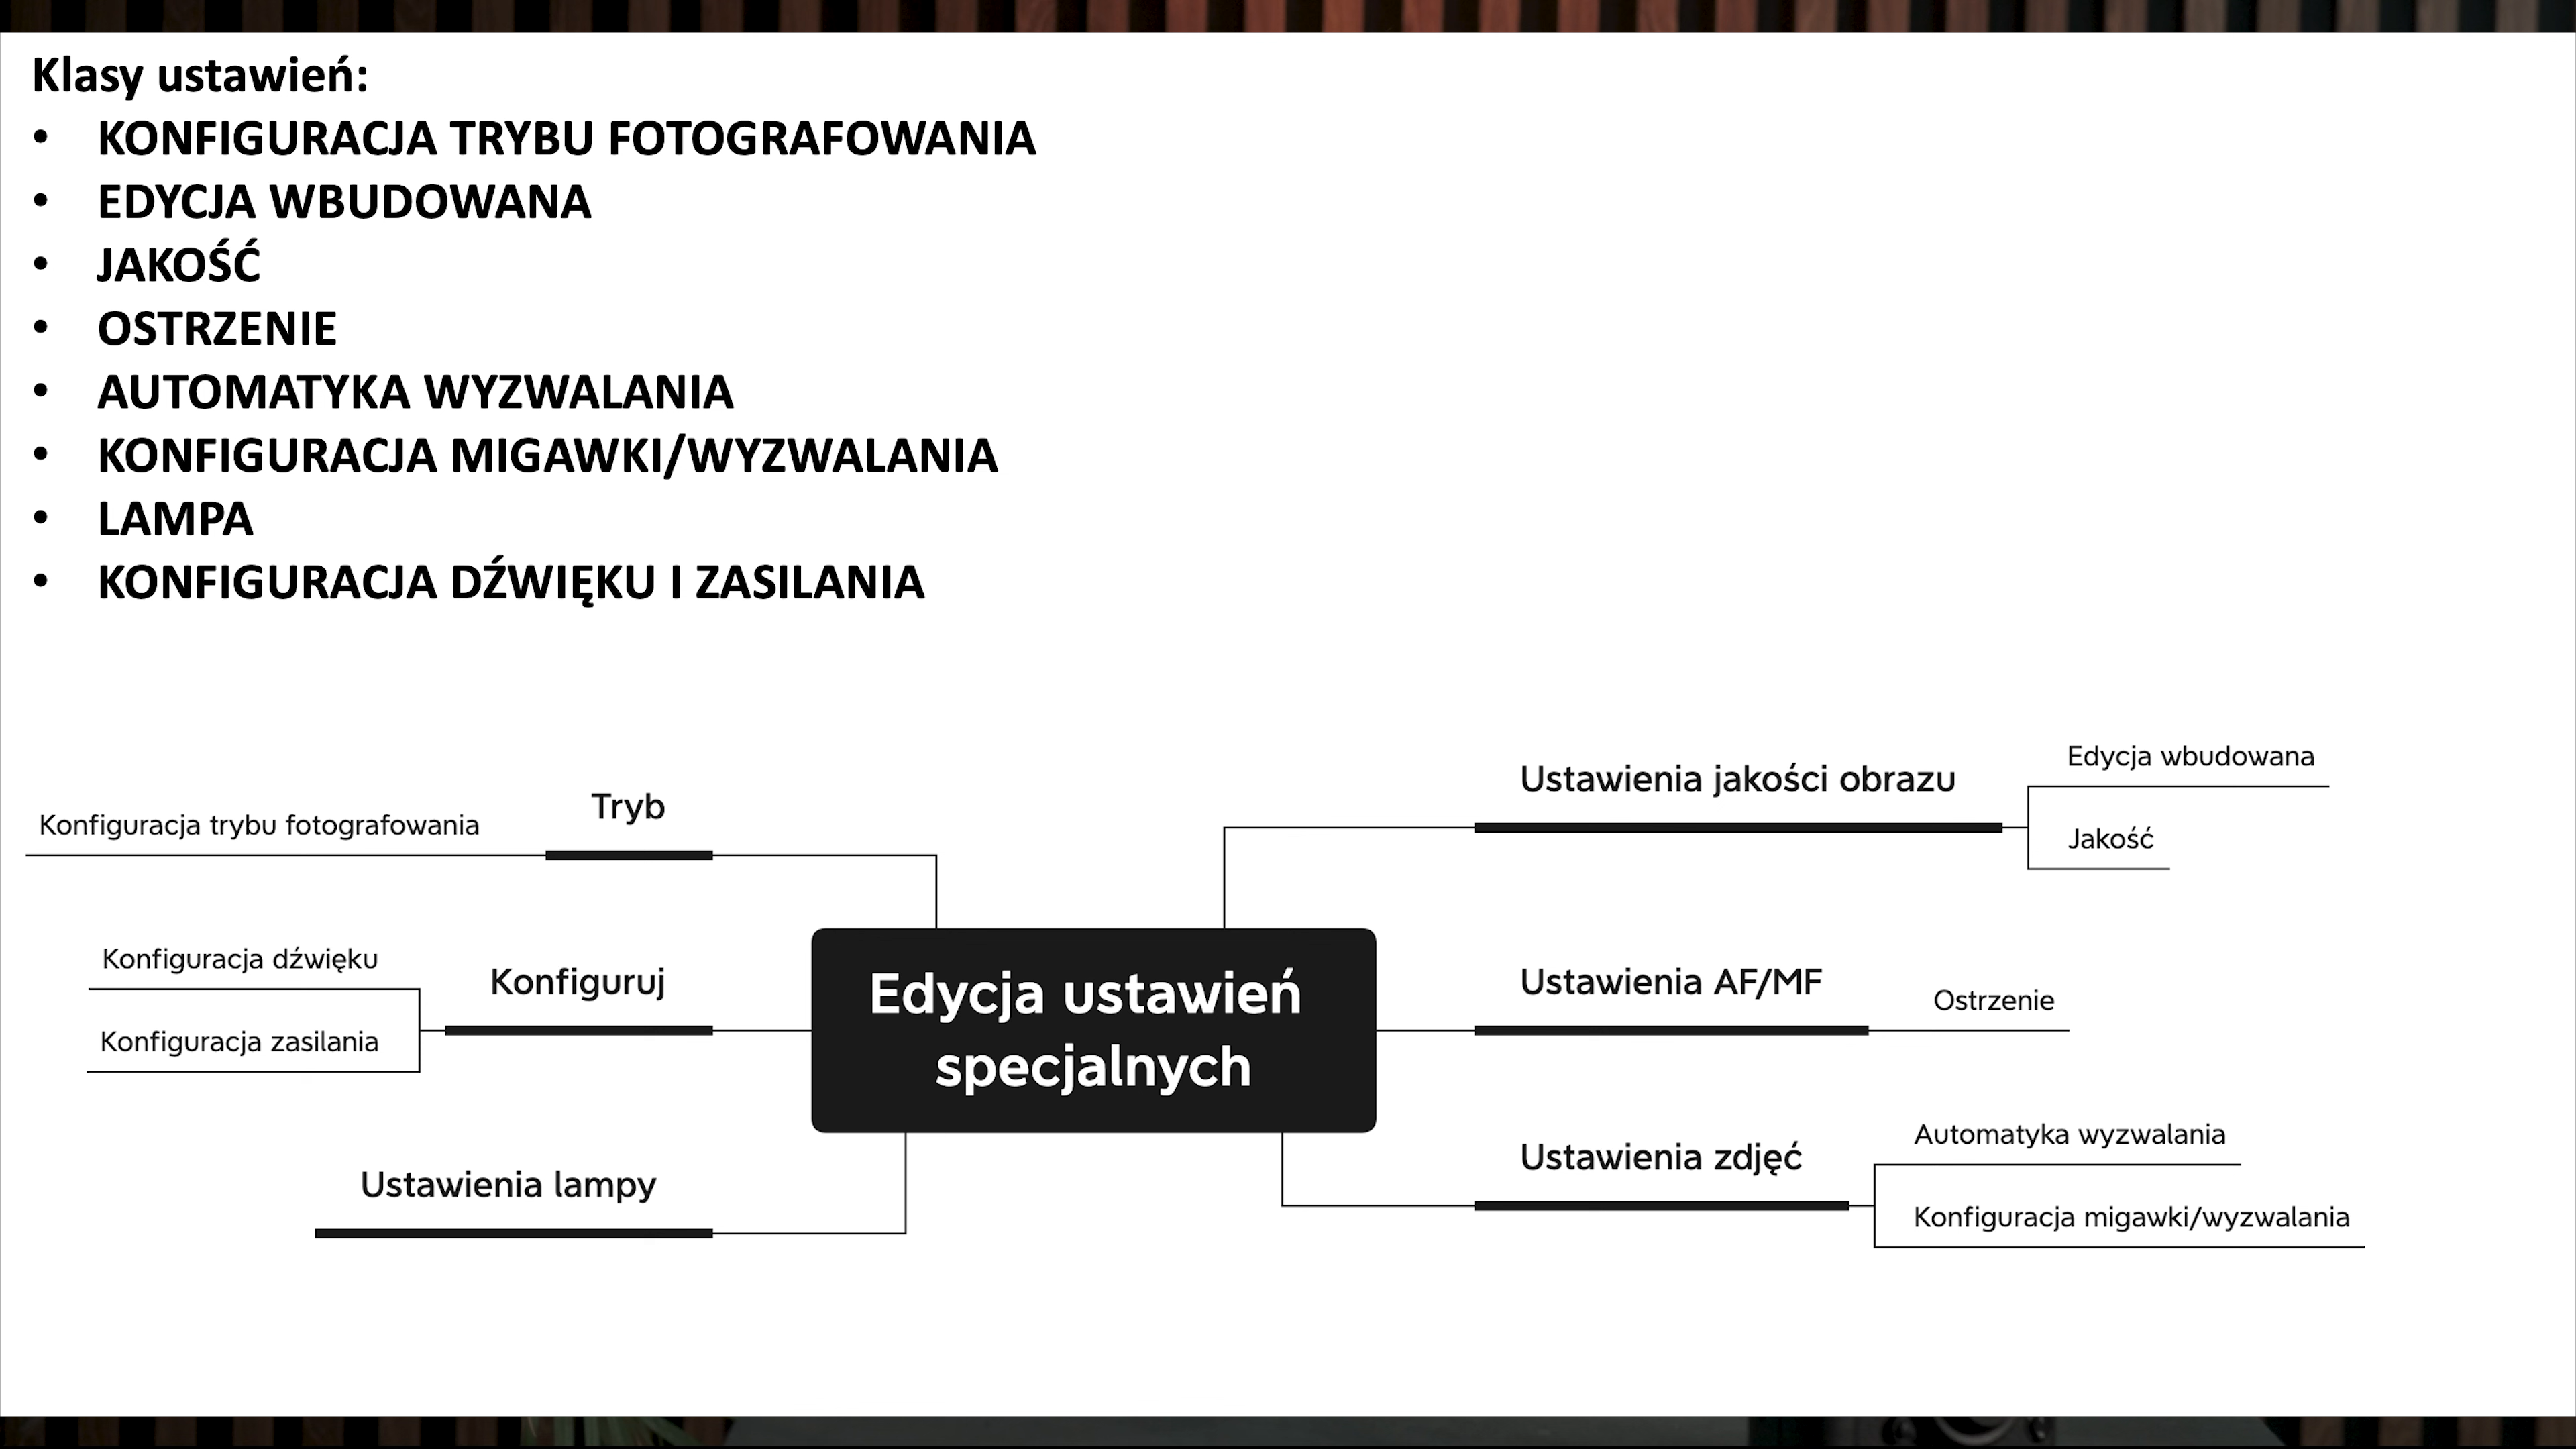 Klasy ustawień:
• KONFIGURACJA TRYBU FOTOGRAFOWANIA
• EDYCJA WBUDOWANA
• JAKOŚĆ
• OSTRZENIE
• AUTOMATYKA WYZWALANIA
• KONFIGURACJA MIGAWKI/WYZWALANIA
• LAMPA
• KONFIGURACJA DŹWIĘKU I ZASILANIA
Tryb
Konfiguracja trybu fotografowania
Konfiguruj
Konfiguracja dźwięku
Konfiguracja zasilania
Ustawienia lampy
Edycja ustawień
specjalnych
Ustawienia jakości obrazu
Edycja wbudowana
Jakość
Ustawienia AF/MF
Ostrzenie
Ustawienia zdjęć
Automatyka wyzwalania
Konfiguracja migawki/wyzwalania